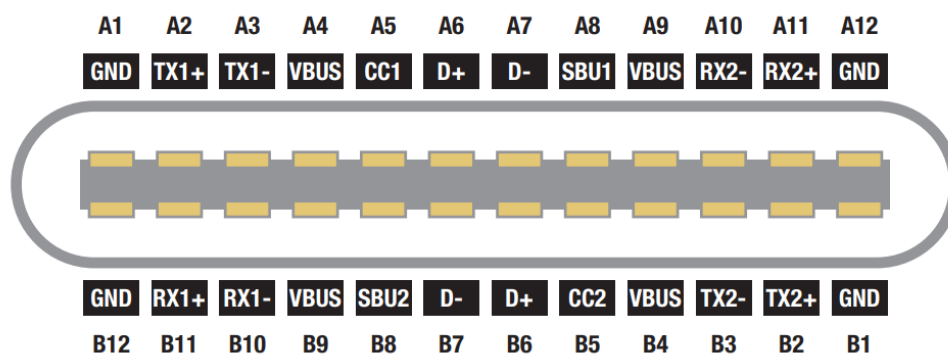 A1 A2 A3 A4 A5 A6 A7 A8 A9 A10 A11 A12
GND TX1+ TX1- VBUS CC1 D+ D- SBU1 VBUS RX2- RX2+ GND
GND RX1+ RX1- VBUS SBU2 D- D+ CC2 VBUS TX2- TX2+ GND
B12 B11 B10 B9 B8 B7 B6 B5 B4 B3 B2 B1